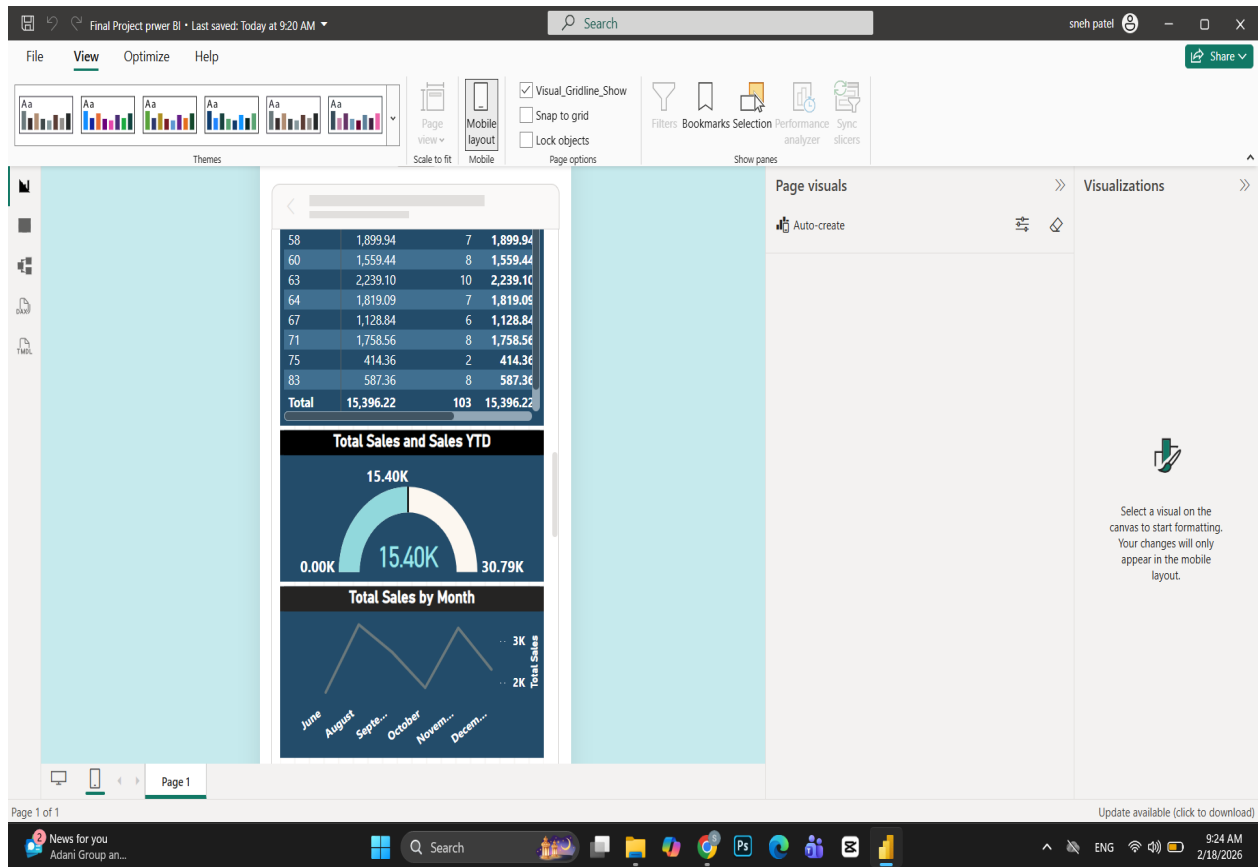 Final Project prwer BI • Last saved: Today at 9:20 AM
Search
sneh patel
File View Optimize Help
Share
Aa Aa Aa Aa Aa Aa
Themes
Page view
Scale to fit
Mobile layout
Mobile
Visual_Gridline_Show
Snap to grid
Lock objects
Page options
Filters Bookmarks Selection Performance analyzer Sync slicers
Show panes
DAX
TMDL
58 1,899.94 7 1,899.94
60 1,559.44 8 1,559.44
63 2,239.10 10 2,239.10
64 1,819.09 7 1,819.09
67 1,128.84 6 1,128.84
71 1,758.56 8 1,758.56
75 414.36 2 414.36
83 587.36 8 587.36
Total 15,396.22 103 15,396.22
Total Sales and Sales YTD
15.40K
15.40K
0.00K 30.79K
Total Sales by Month
3K
2K
Total Sales
June August Septe... October Novem... Decem...
Page visuals
Auto-create
Visualizations
Select a visual on the
canvas to start formatting.
Your changes will only
appear in the mobile
layout.
Page 1
Page 1 of 1
Update available (click to download)
2
News for you
Adani Group an...
Search
Ps
ENG
9:24 AM
2/18/2026